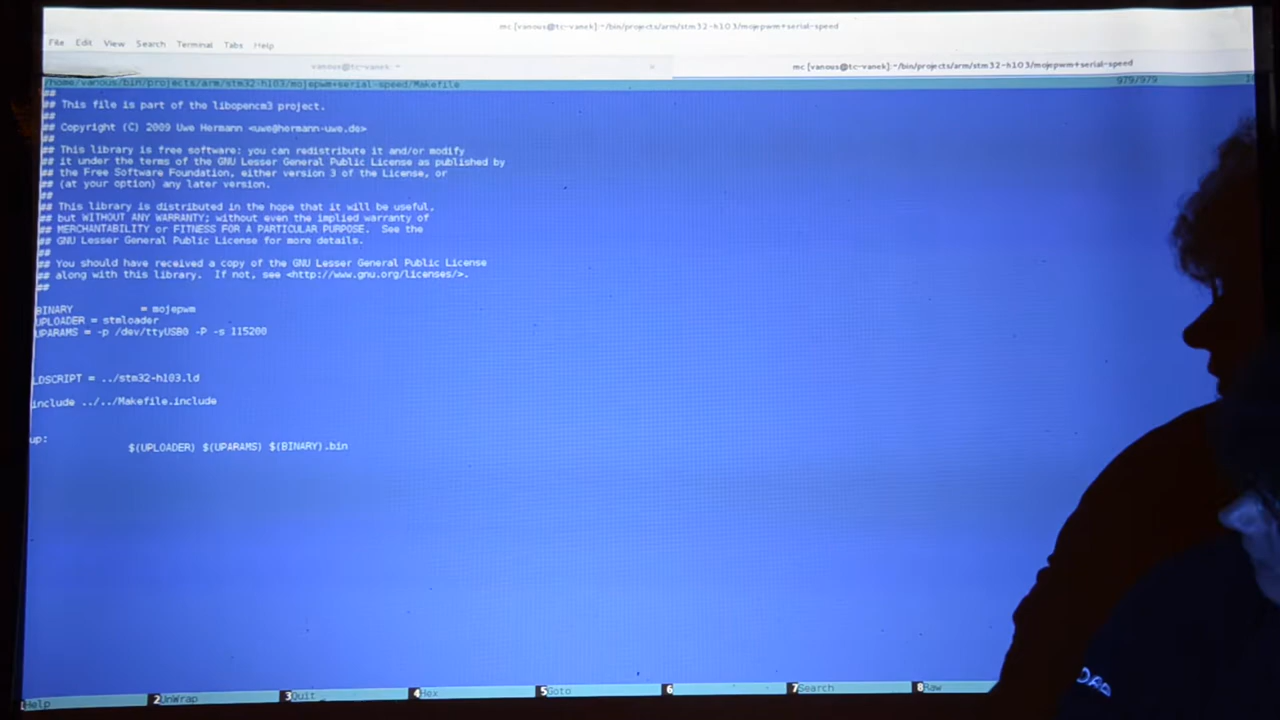 mc [vanous@tc-vanek]:~/bin/projects/arm/stm32-h103/mojepwm+serial-speed
File Edit View Search Terminal Tabs Help
vanous@tc-vanek: ~ ×
mc [vanous@tc-vanek]:~/bin/projects/arm/stm32-h103/mojepwm+serial-speed
/home/vanous/bin/projects/arm/stm32-h103/mojepwm+serial-speed/Makefile 979/979
##
## This file is part of the libopencm3 project.
##
## Copyright (C) 2009 Uwe Hermann <uwe@hermann-uwe.de>
##
## This library is free software: you can redistribute it and/or modify
## it under the terms of the GNU Lesser General Public License as published by
## the Free Software Foundation, either version 3 of the License, or
## (at your option) any later version.
##
## This library is distributed in the hope that it will be useful,
## but WITHOUT ANY WARRANTY; without even the implied warranty of
## MERCHANTABILITY or FITNESS FOR A PARTICULAR PURPOSE. See the
## GNU Lesser General Public License for more details.
##
## You should have received a copy of the GNU Lesser General Public License
## along with this library. If not, see <http://www.gnu.org/licenses/>.
##
BINARY = mojepwm
UPLOADER = stmloader
UPARAMS = -p /dev/ttyUSB0 -P -s 115200
LDSCRIPT = ../stm32-h103.ld
include ../../Makefile.include
up:
$(UPLOADER) $(UPARAMS) $(BINARY).bin
1Help 2UnWrap 3Quit 4Hex 5Goto 6 7Search 8Raw